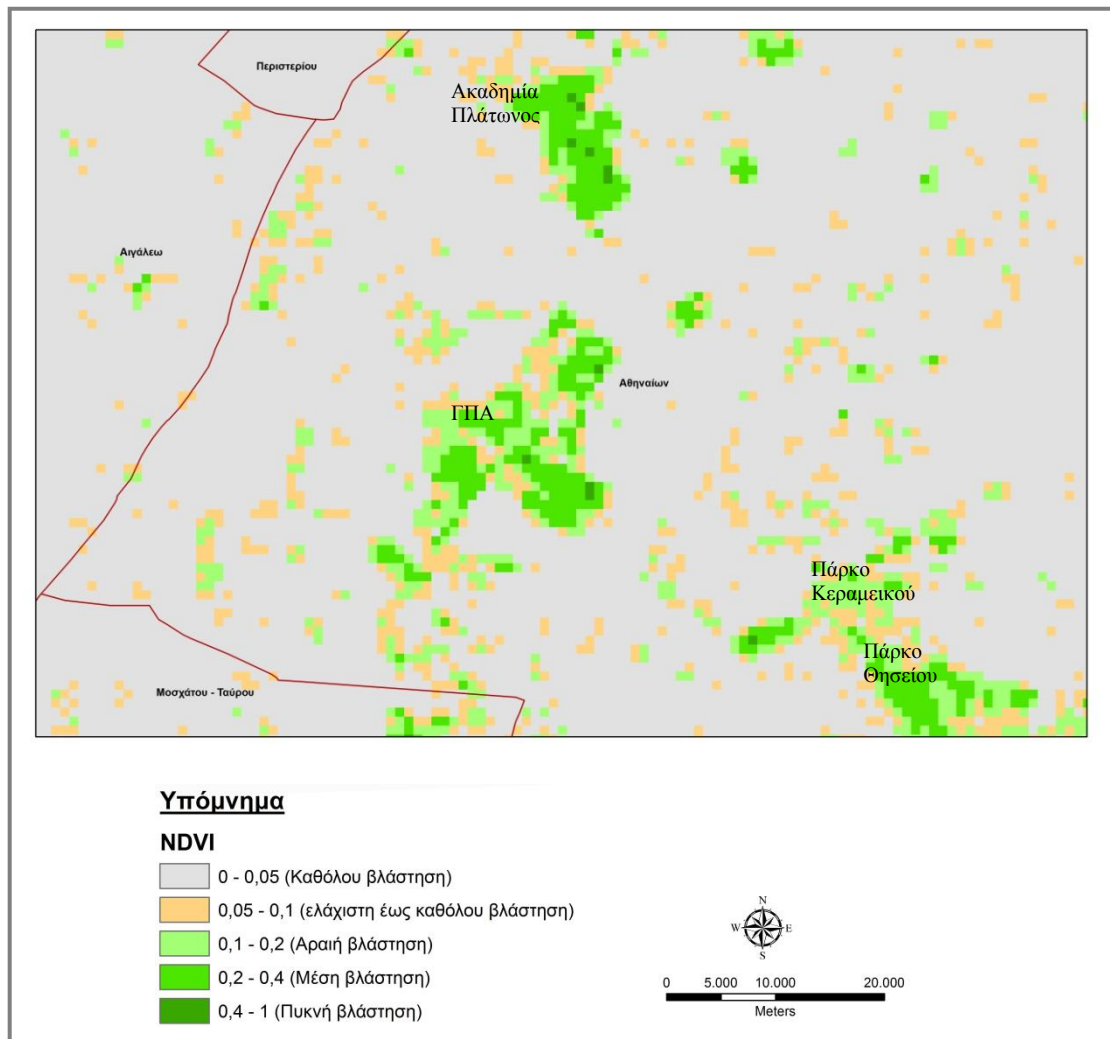 Περιστερίου
Ακαδημία
Πλάτωνος
Αιγάλεω
Αθηναίων
ΓΠΑ
Πάρκο
Κεραμεικού
Πάρκο
Θησείου
Μοσχάτου - Ταύρου
Υπόμνημα
NDVI
0 - 0,05 (Καθόλου βλάστηση)
0,05 - 0,1 (ελάχιστη έως καθόλου βλάστηση)
0,1 - 0,2 (Αραιή βλάστηση)
0,2 - 0,4 (Μέση βλάστηση)
0,4 - 1 (Πυκνή βλάστηση)
N
W E
S
0 5.000 10.000 20.000
Meters